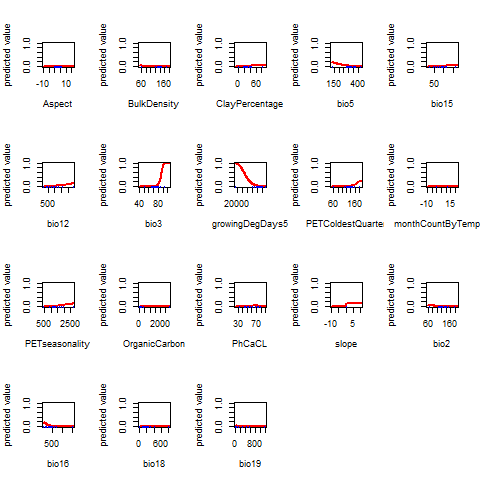 predicted value 0.0 1.0 -10 10 Aspect
predicted value 0.0 1.0 60 160 BulkDensity
predicted value 0.0 1.0 0 60 ClayPercentage
predicted value 0.0 1.0 150 400 bio5
predicted value 0.0 1.0 50 bio15
predicted value 0.0 1.0 500 bio12
predicted value 0.0 1.0 40 80 bio3
predicted value 0.0 1.0 20000 growingDegDays5
predicted value 0.0 1.0 60 160 PETColdestQuarte
predicted value 0.0 1.0 -10 15 monthCountByTemp
predicted value 0.0 1.0 500 2500 PETseasonality
predicted value 0.0 1.0 0 2000 OrganicCarbon
predicted value 0.0 1.0 30 70 PhCaCL
predicted value 0.0 1.0 -10 5 slope
predicted value 0.0 1.0 60 160 bio2
predicted value 0.0 1.0 500 bio16
predicted value 0.0 1.0 0 600 bio18
predicted value 0.0 1.0 0 800 bio19